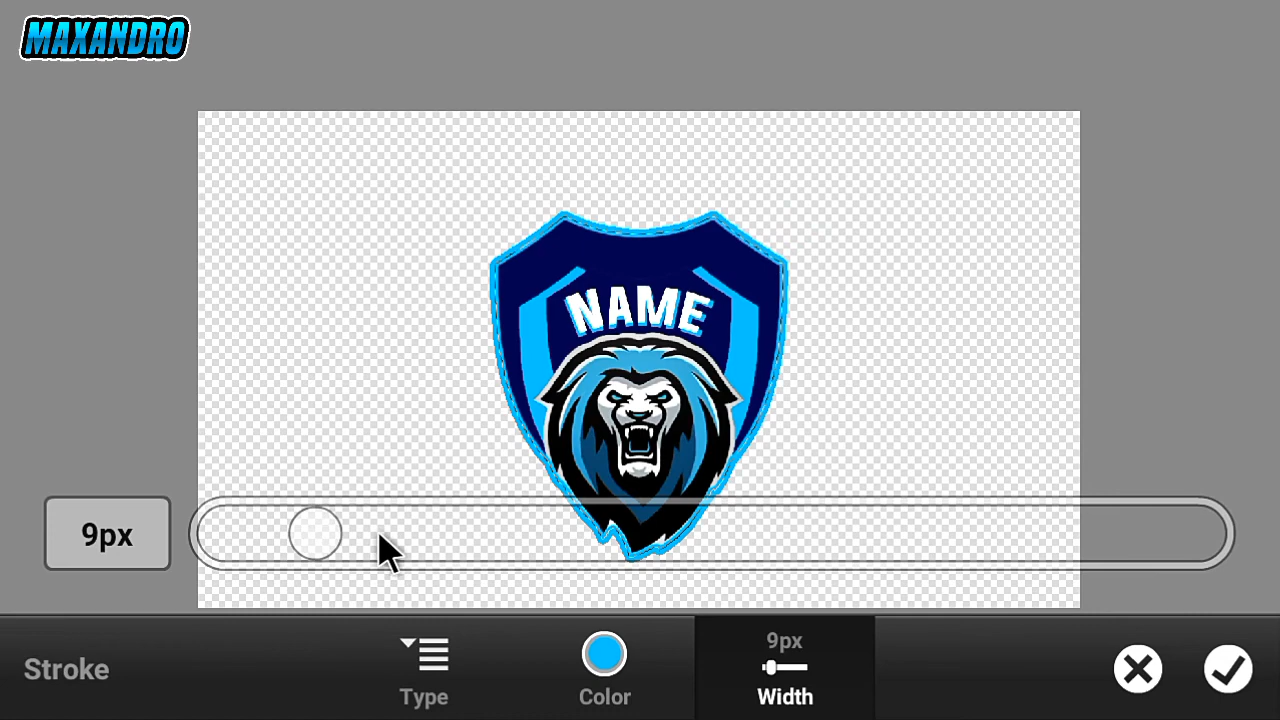 MAXANDRO
NAME
9px
Stroke
Type
Color
9px
Width